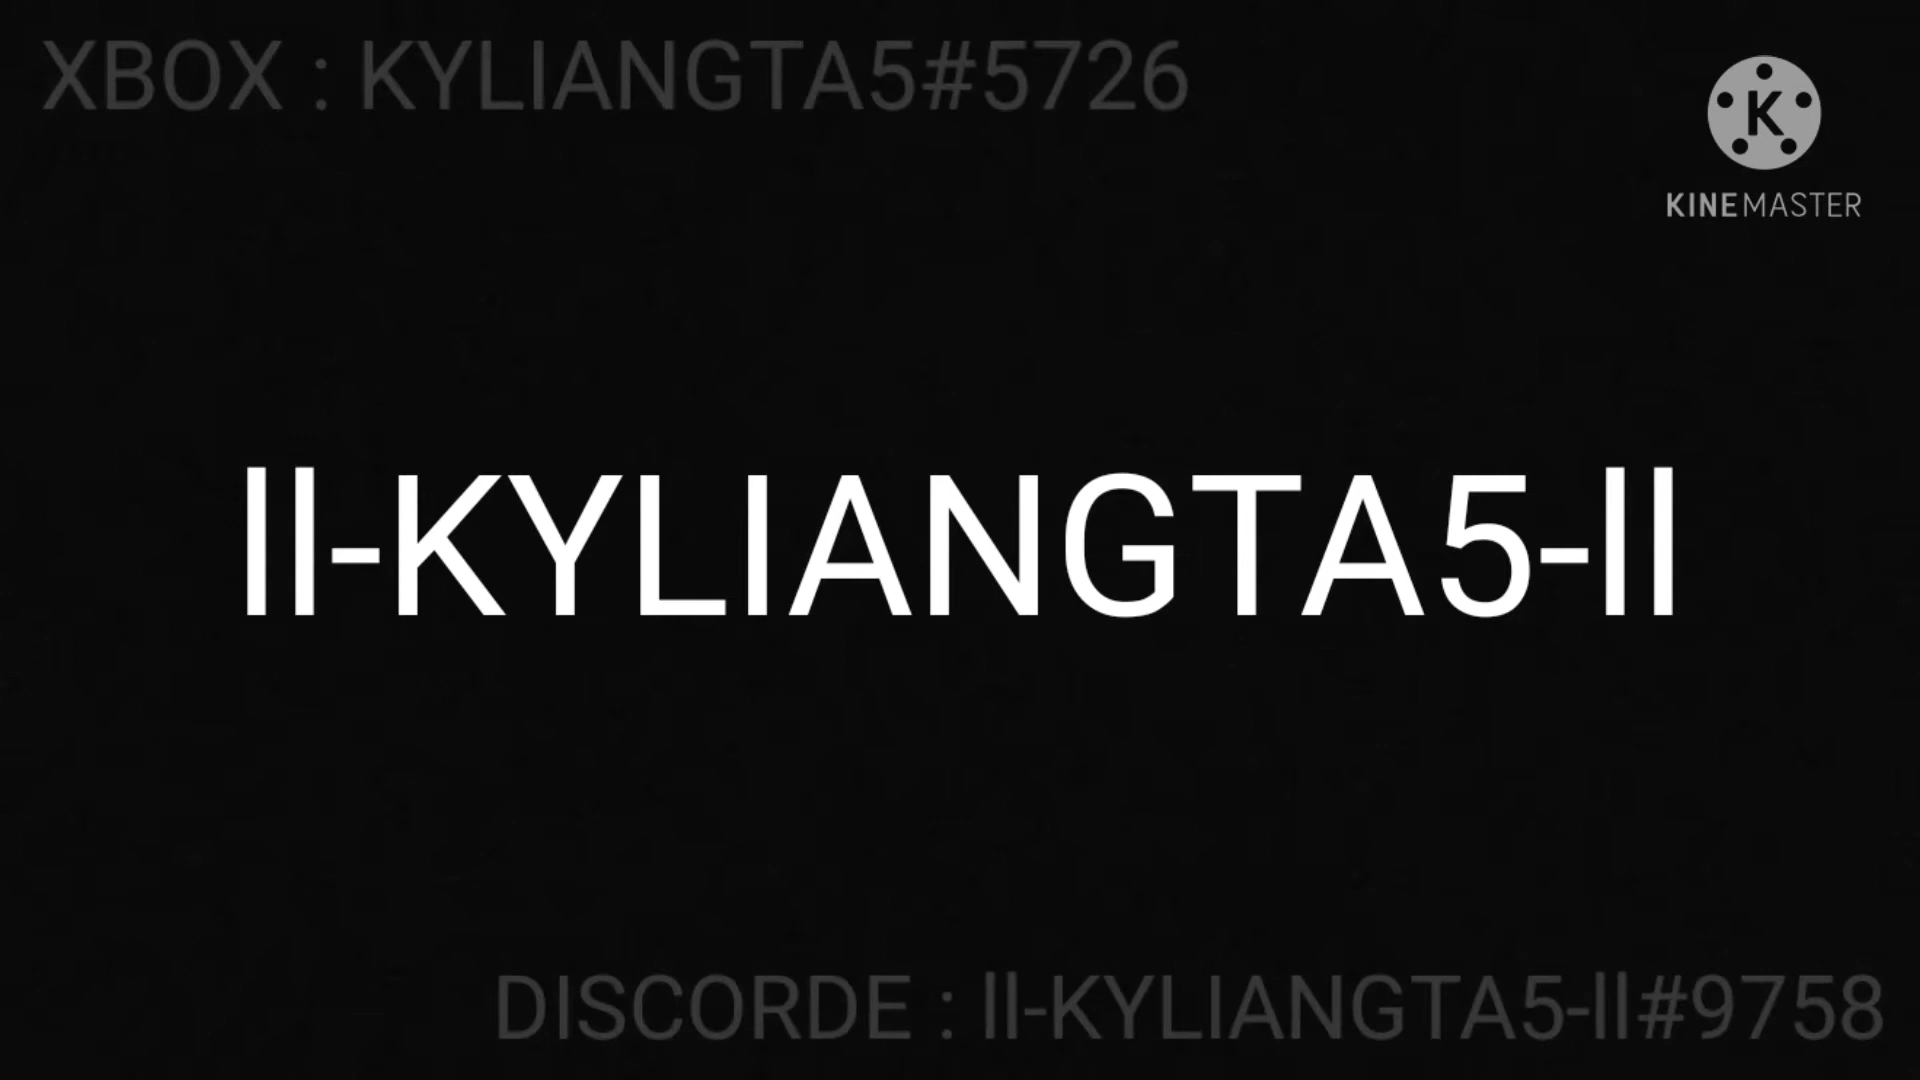 XBOX : KYLIANGTA5#5726
K
KINEMASTER
ll-KYLIANGTA5-ll
DISCORDE : ll-KYLIANGTA5-ll#9758